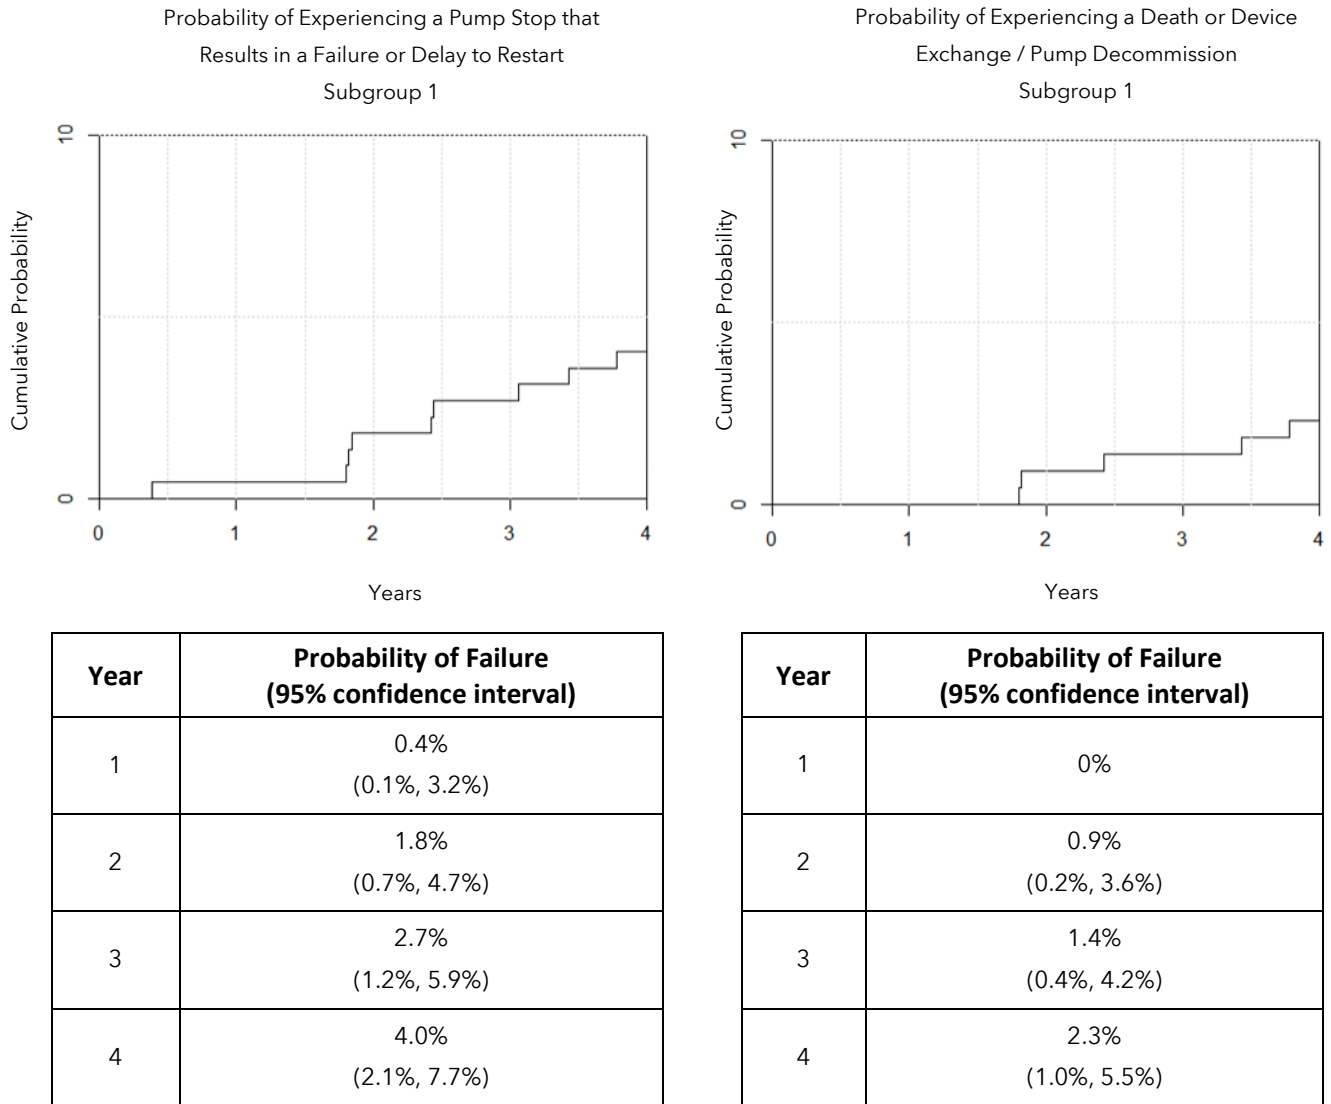 Probability of Experiencing a Pump Stop that
Results in a Failure or Delay to Restart
Subgroup 1
10
Cumulative Probability
0
0 1 2 3 4
Years
Year
Probability of Failure
(95% confidence interval)
1
0.4%
(0.1%, 3.2%)
2
1.8%
(0.7%, 4.7%)
3
2.7%
(1.2%, 5.9%)
4
4.0%
(2.1%, 7.7%)
Probability of Experiencing a Death or Device
Exchange / Pump Decommission
Subgroup 1
10
Cumulative Probability
0
0 1 2 3 4
Years
Year
Probability of Failure
(95% confidence interval)
1
0%
2
0.9%
(0.2%, 3.6%)
3
1.4%
(0.4%, 4.2%)
4
2.3%
(1.0%, 5.5%)